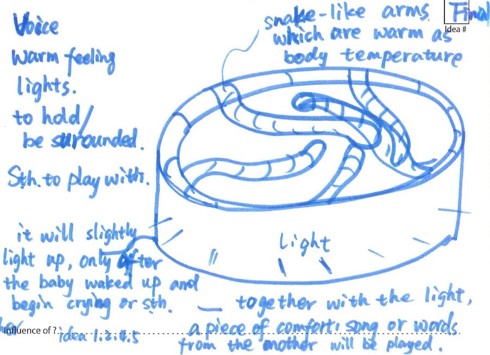 Voice
warm feeling
lights.
to hold/
be surounded.
Sth. to play with.
snake-like arms
which are warm as
body temperature
Final
Idea #
it will slightly
light up, only after
the baby waked up and
begin crying or sth.
Light
together with the light,
a piece of comfort song or words
from the mother will be played.
Influence of ? idea 1.2.4.5